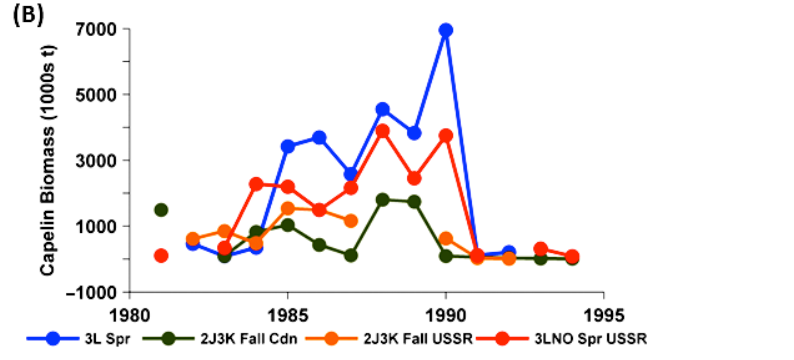 (B)
Capelin Biomass (1000s t)
7000
5000
3000
1000
−1000
1980 1985 1990 1995
3L Spr 2J3K Fall Cdn 2J3K Fall USSR 3LNO Spr USSR